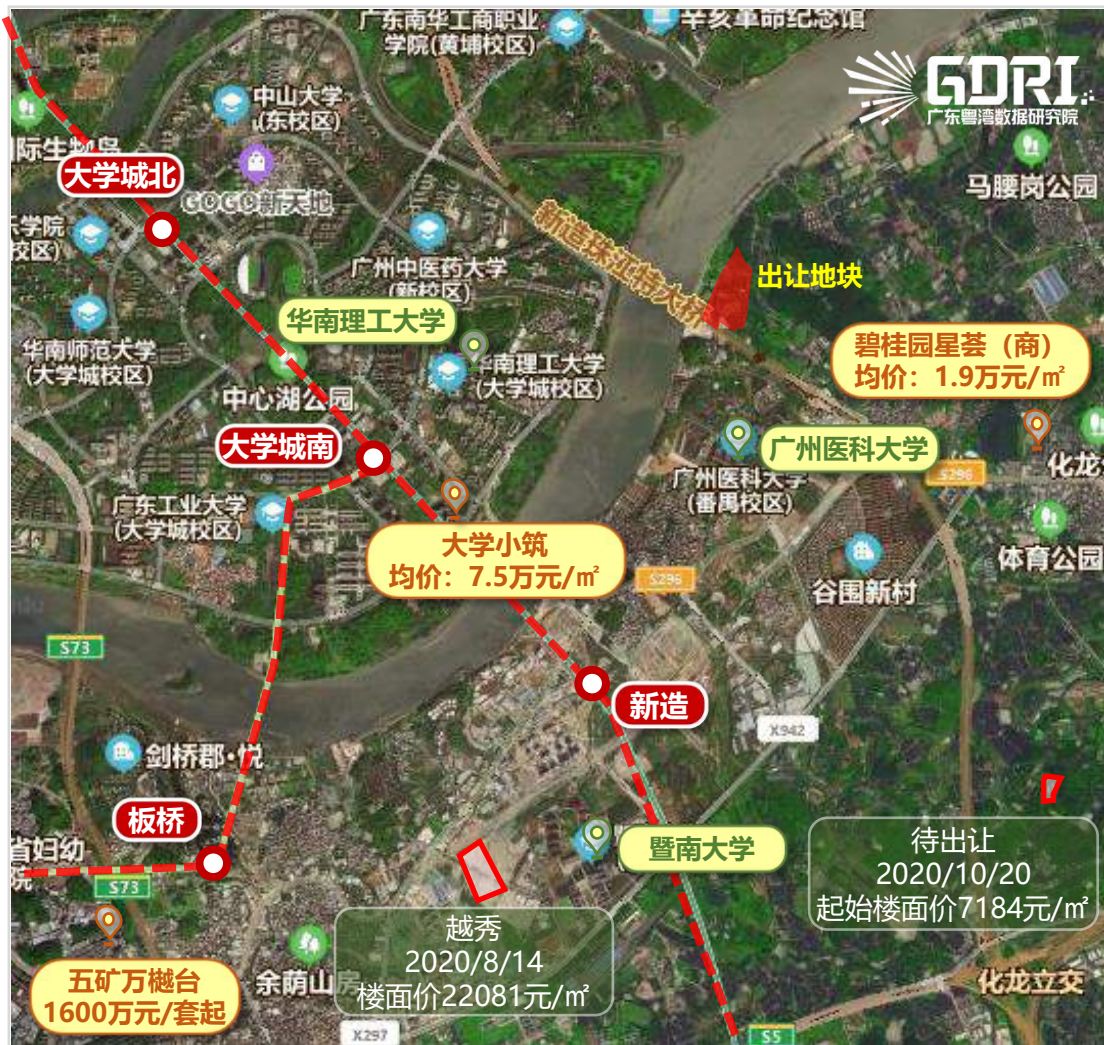 广东南华工商职业
学院(黄埔校区)
辛亥革命纪念馆
GDRI
广东粤湾数据研究院
中山大学
(东校区)
国际生物岛
大学城北
GOGO新天地
马腰岗公园
学院
校区)
广州中医药大学
(新校区)
新造珠江特大桥
出让地块
华南理工大学
华南师范大学
(大学城校区)
华南理工大学
(大学城校区)
中心湖公园
碧桂园星荟（商）
均价：1.9万元/㎡
大学城南
广州医科大学
广州医科大学
(番禺校区)
S296
化龙
广东工业大学
(大学城校区)
大学小筑
均价：7.5万元/㎡
体育公园
S296
谷围新村
S73
新造
X942
剑桥郡·悦
板桥
省妇幼
院
S73
暨南大学
待出让
2020/10/20
起始楼面价7184元/㎡
越秀
2020/8/14
楼面价22081元/㎡
五矿万樾台
1600万元/套起
余荫山房
化龙立交
X297
S5